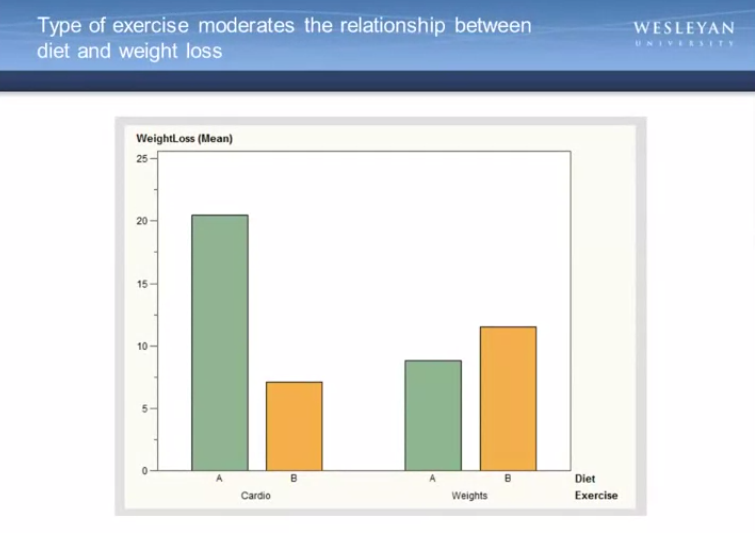 Type of exercise moderates the relationship between
diet and weight loss
WESLEYAN
UNIVERSITY
WeightLoss (Mean)
25
20
15
10
5
0
A B A B Diet
Cardio Weights Exercise